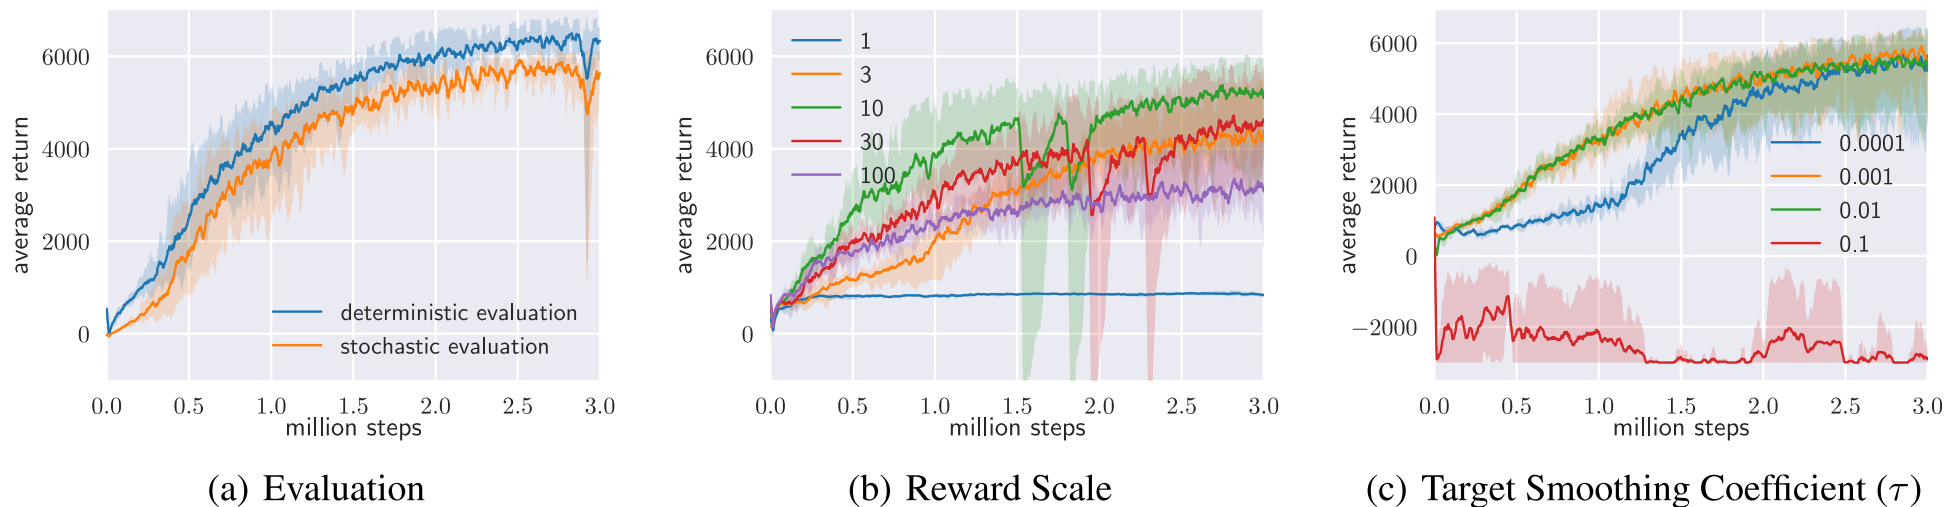 6000
4000
2000
0
average return
deterministic evaluation
stochastic evaluation
0.0 0.5 1.0 1.5 2.0 2.5 3.0
million steps
(a) Evaluation
6000
4000
2000
0
average return
1
3
10
30
100
0.0 0.5 1.0 1.5 2.0 2.5 3.0
million steps
(b) Reward Scale
6000
4000
2000
0
−2000
average return
0.0001
0.001
0.01
0.1
0.0 0.5 1.0 1.5 2.0 2.5 3.0
million steps
(c) Target Smoothing Coefficient (τ)